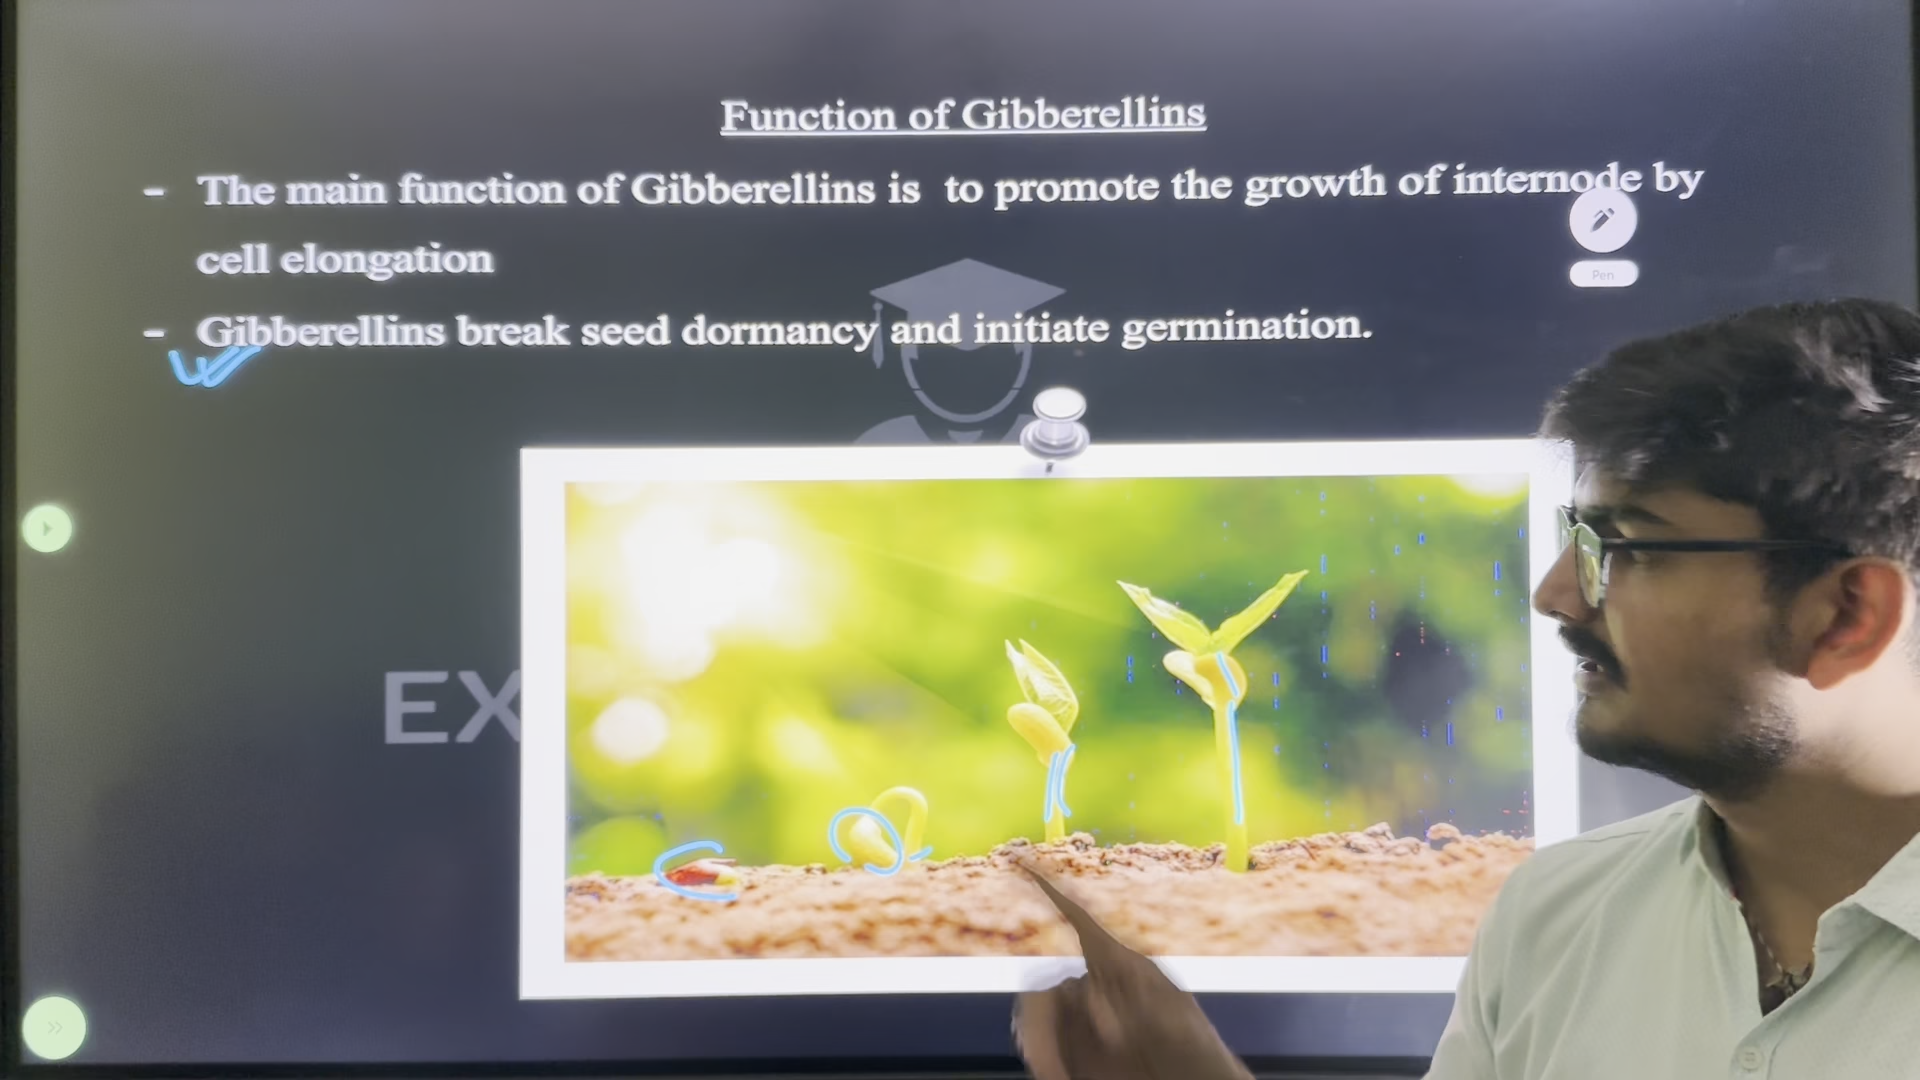 Function of Gibberellins
- The main function of Gibberellins is to promote the growth of internode by
Pen
cell elongation
- Gibberellins break seed dormancy and initiate germination.
EX